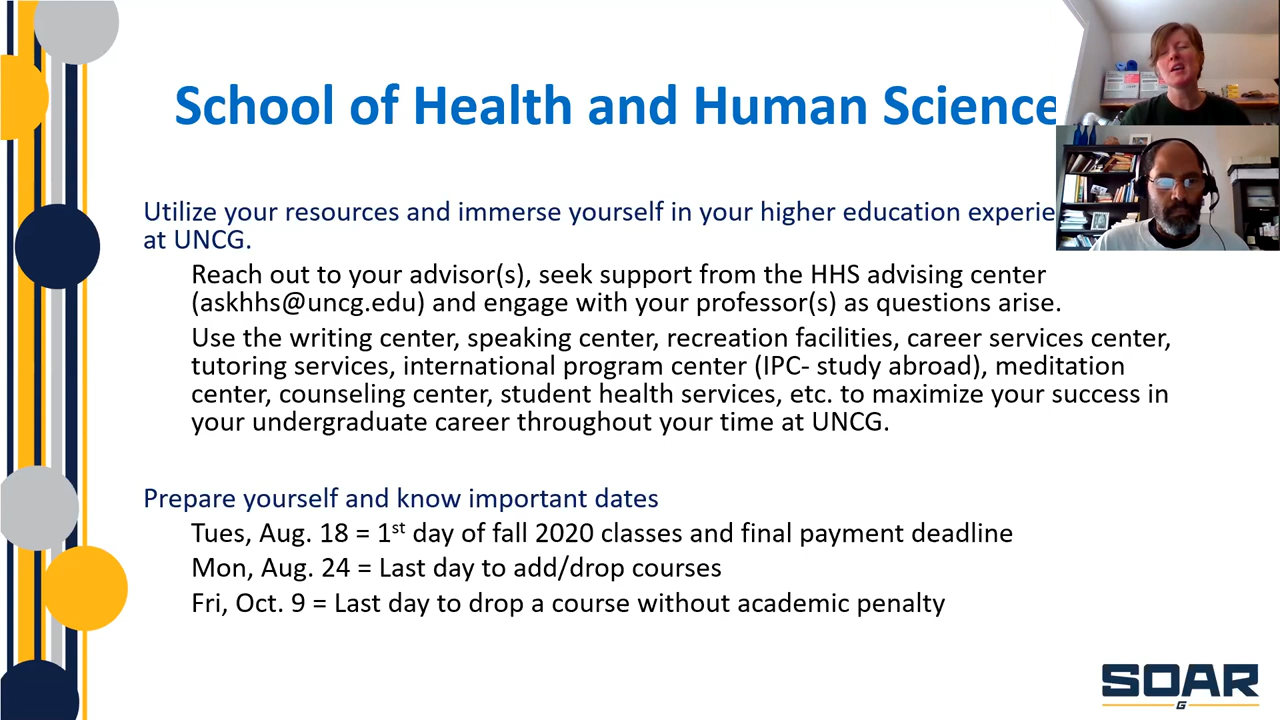 School of Health and Human Science
Utilize your resources and immerse yourself in your higher education experie
at UNCG.
Reach out to your advisor(s), seek support from the HHS advising center
(askhhs@uncg.edu) and engage with your professor(s) as questions arise.
Use the writing center, speaking center, recreation facilities, career services center,
tutoring services, international program center (IPC- study abroad), meditation
center, counseling center, student health services, etc. to maximize your success in
your undergraduate career throughout your time at UNCG.
Prepare yourself and know important dates
Tues, Aug. 18 = 1st day of fall 2020 classes and final payment deadline
Mon, Aug. 24 = Last day to add/drop courses
Fri, Oct. 9 = Last day to drop a course without academic penalty
SOAR
G